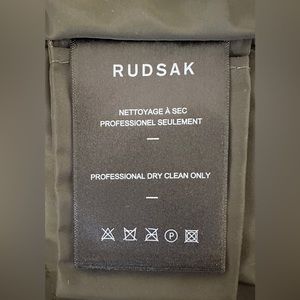 RUDSAK
NETTOYAGE À SEC
PROFESSIONEL SEULEMENT
PROFESSIONAL DRY CLEAN ONLY
P